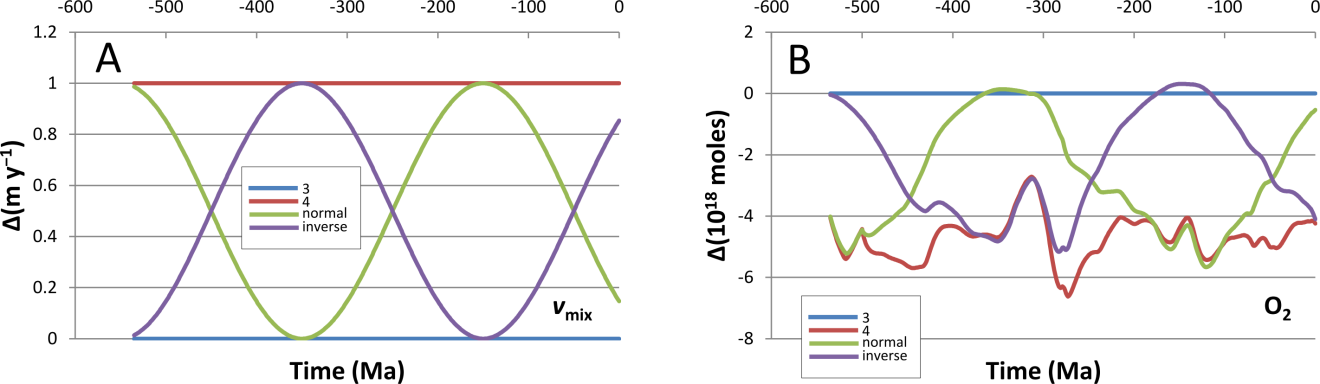 -600 -500 -400 -300 -200 -100 0
1.2
1
0.8
0.6
0.4
0.2
0
Δ(m y⁻¹)
A
3
4
normal
inverse
vmix
Time (Ma)
-600 -500 -400 -300 -200 -100 0
2
0
-2
-4
-6
-8
Δ(10¹⁸ moles)
B
O₂
3
4
normal
inverse
Time (Ma)